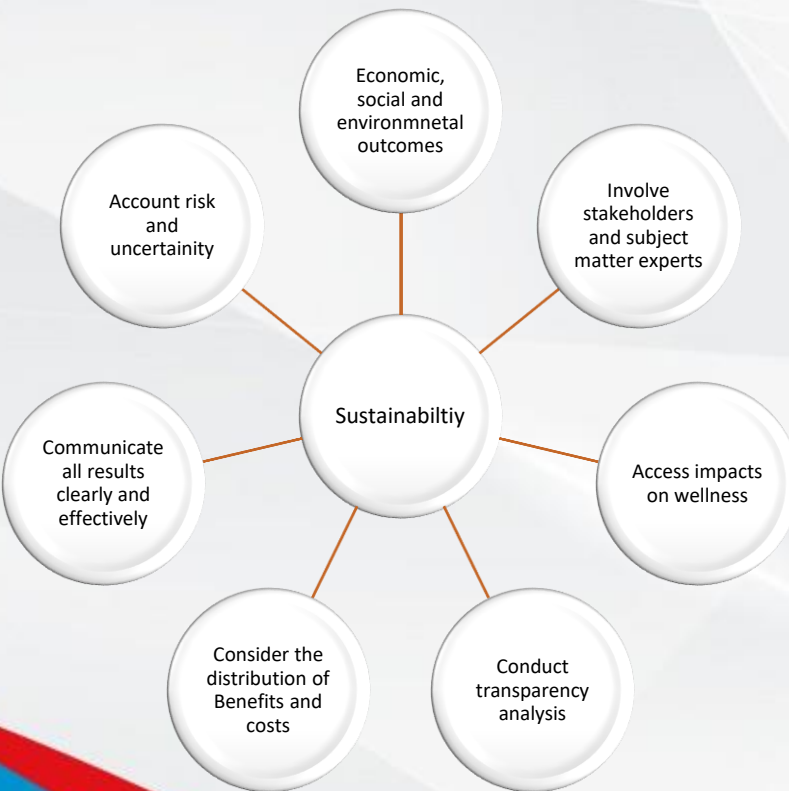 Economic,
social and
environmnetal
outcomes
Involve
stakeholders
and subject
matter experts
Access impacts
on wellness
Conduct
transparency
analysis
Consider the
distribution of
Benefits and
costs
Communicate
all results
clearly and
effectively
Account risk
and
uncertainity
Sustainabiltiy